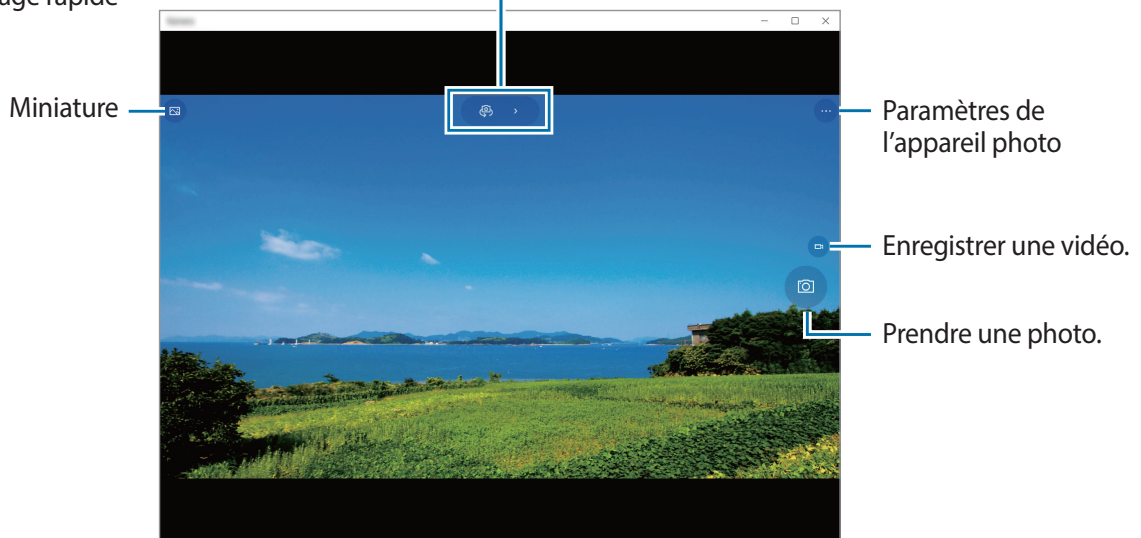 age rapide
Miniature
Paramètres de
l'appareil photo
Enregistrer une vidéo.
Prendre une photo.